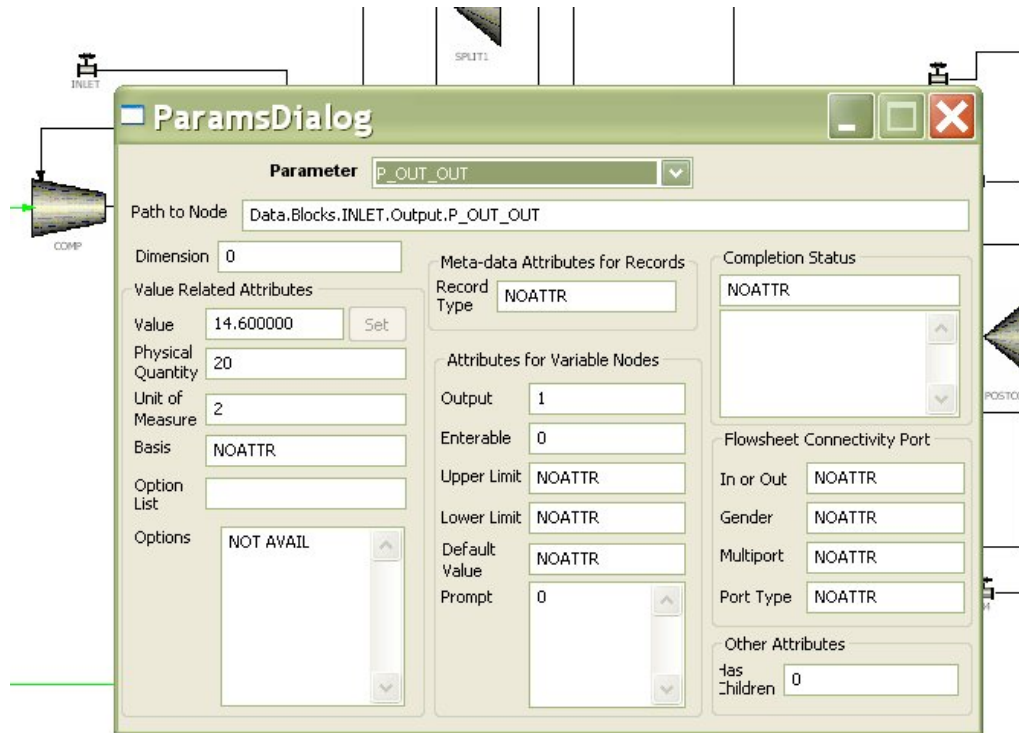 SPLIT1
INLET
ParamsDialog
Parameter P_OUT_OUT
COMP
Path to Node Data.Blocks.INLET.Output.P_OUT_OUT
Dimension 0
Value Related Attributes
Value 14.600000 Set
Physical
Quantity 20
Unit of
Measure 2
Basis NOATTR
Option
List
Options NOT AVAIL
Meta-data Attributes for Records
Record
Type NOATTR
Attributes for Variable Nodes
Output 1
Enterable 0
Upper Limit NOATTR
Lower Limit NOATTR
Default
Value NOATTR
Prompt 0
Completion Status
NOATTR
Flowsheet Connectivity Port
In or Out NOATTR
Gender NOATTR
Multiport NOATTR
Port Type NOATTR
Other Attributes
Has
Children 0